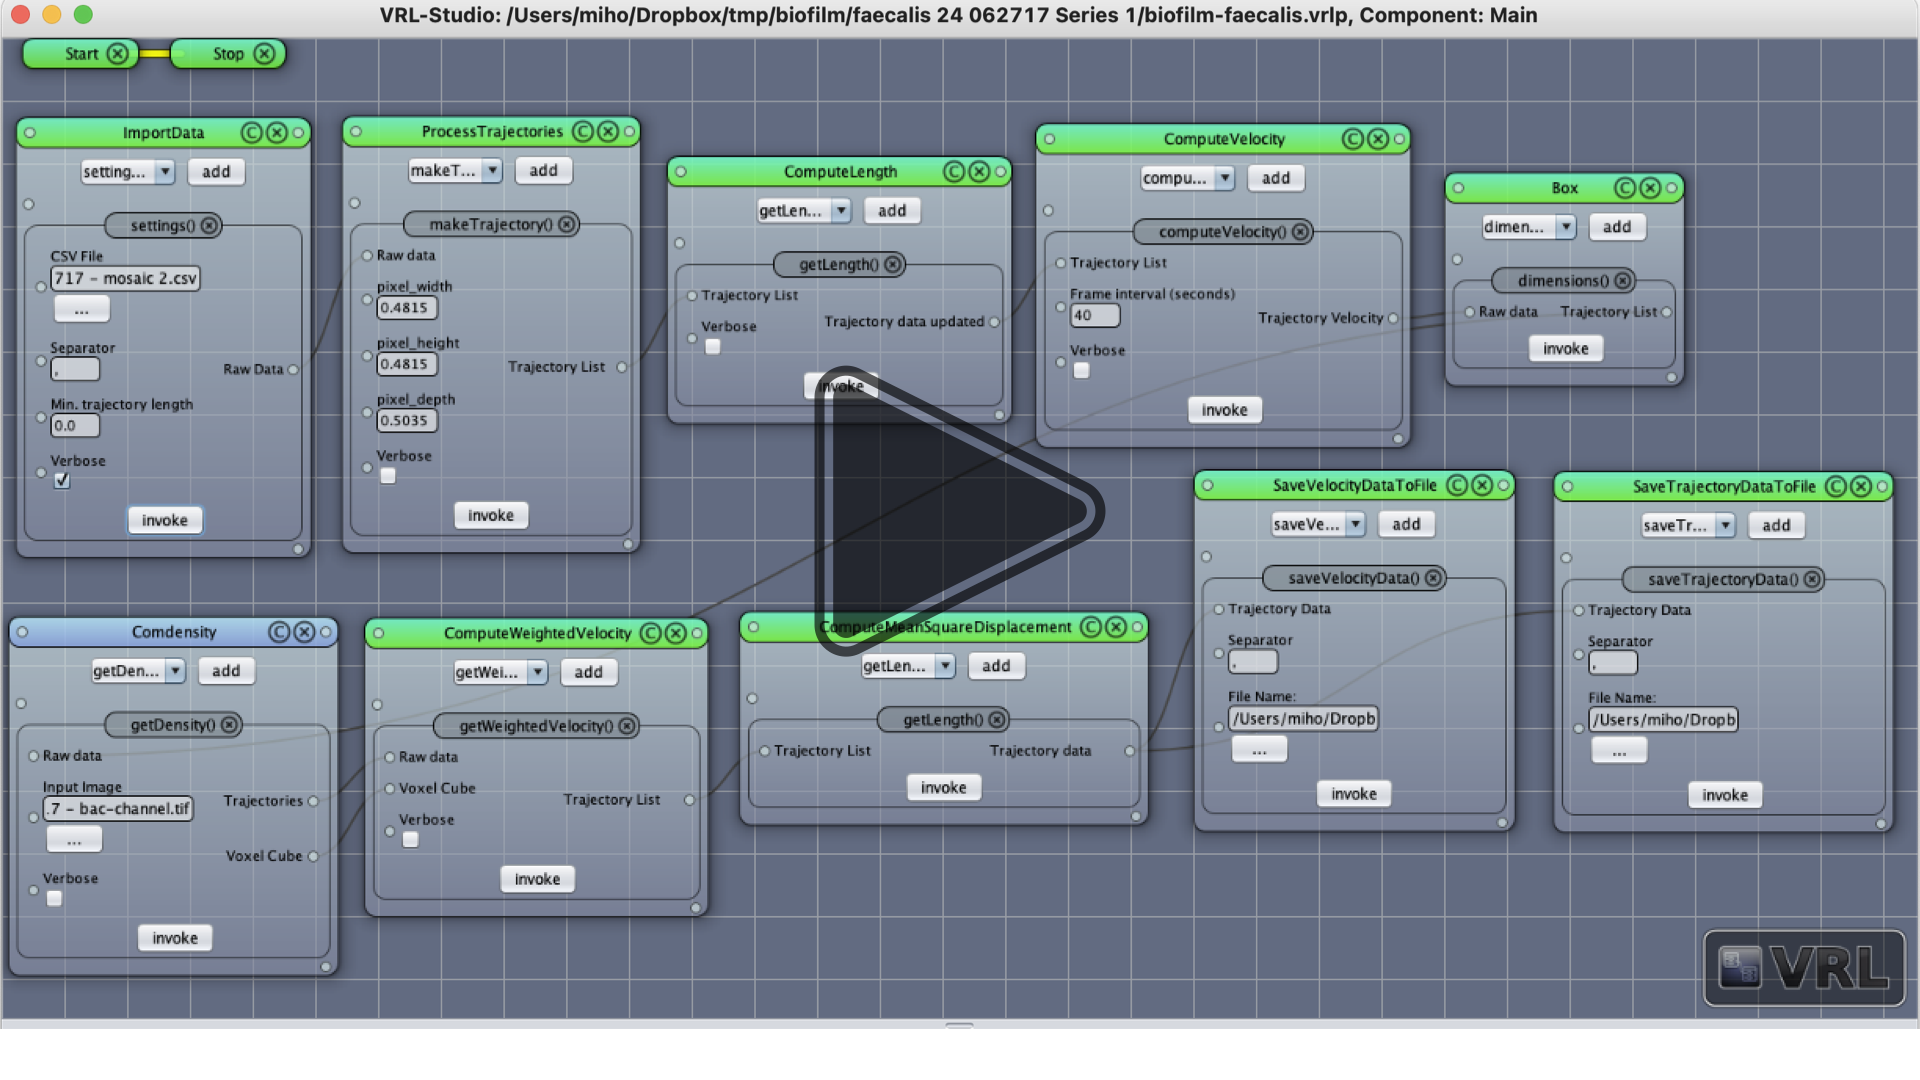 VRL-Studio: /Users/miho/Dropbox/tmp/biofilm/faecalis 24 062717 Series 1/biofilm-faecalis.vrlp, Component: Main
Start
Stop
ImportData
setting...
add
settings()
CSV File
717 - mosaic 2.csv
...
Separator
,
Raw Data
Min. trajectory length
0.0
Verbose
invoke
ProcessTrajectories
makeT...
add
makeTrajectory()
Raw data
pixel_width
0.4815
pixel_height
0.4815
Trajectory List
pixel_depth
0.5035
Verbose
invoke
ComputeLength
getLen...
add
getLength()
Trajectory List
Trajectory data updated
Verbose
invoke
ComputeVelocity
compu...
add
computeVelocity()
Trajectory List
Frame interval (seconds)
40
Trajectory Velocity
Verbose
invoke
Box
dimen...
add
dimensions()
Raw data
Trajectory List
invoke
Comdensity
getDen...
add
getDensity()
Raw data
Input Image
.7 - bac-channel.tif
Trajectories
...
Voxel Cube
Verbose
invoke
ComputeWeightedVelocity
getWei...
add
getWeightedVelocity()
Raw data
Voxel Cube
Trajectory List
Verbose
invoke
ComputeMeanSquareDisplacement
getLen...
add
getLength()
Trajectory List
Trajectory data
invoke
SaveVelocityDataToFile
saveVe...
add
saveVelocityData()
Trajectory Data
Separator
,
File Name:
/Users/miho/Dropb
...
invoke
SaveTrajectoryDataToFile
saveTr...
add
saveTrajectoryData()
Trajectory Data
Separator
,
File Name:
/Users/miho/Dropb
...
invoke
VRL